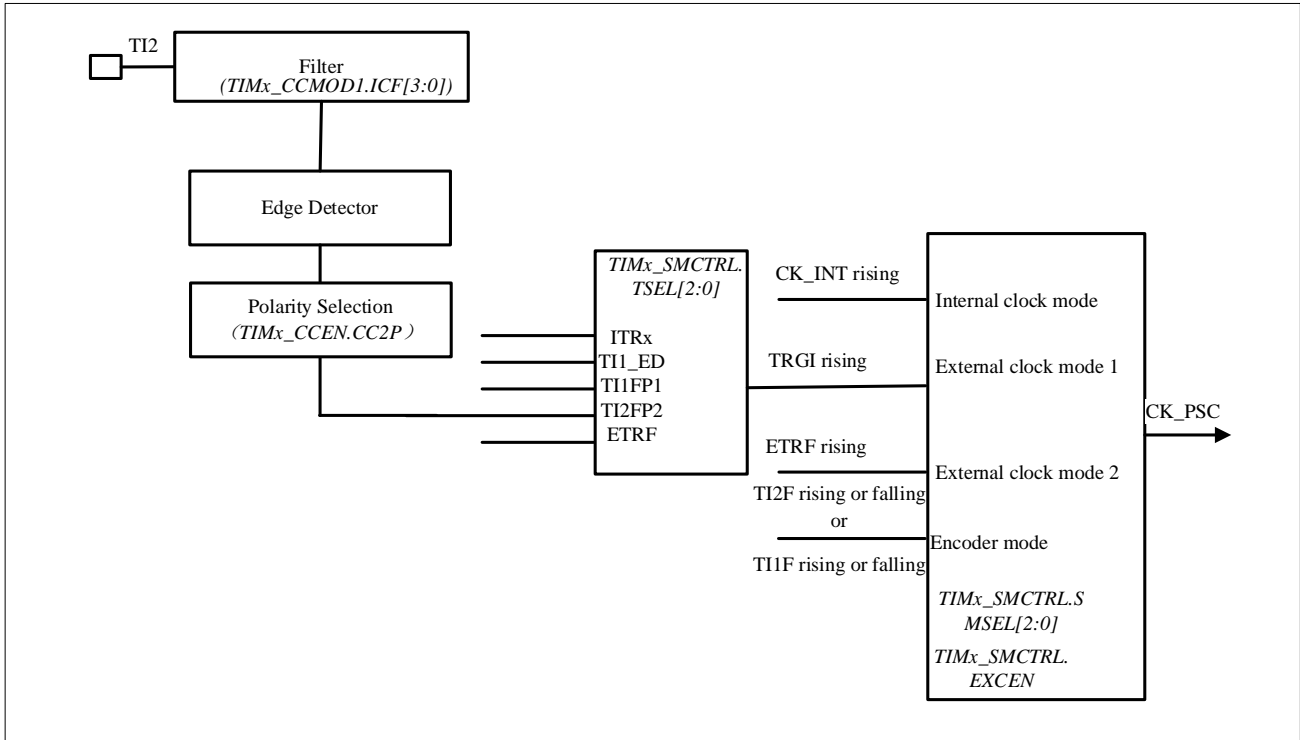 TI2
Filter
(TIMx_CCMOD1.ICF[3:0])
Edge Detector
Polarity Selection
(TIMx_CCEN.CC2P）
TIMx_SMCTRL.
TSEL[2:0]
ITRx
TI1_ED
TI1FP1
TI2FP2
ETRF
CK_INT rising
TRGI rising
ETRF rising
TI2F rising or falling
or
TI1F rising or falling
Internal clock mode
External clock mode 1
External clock mode 2
Encoder mode
TIMx_SMCTRL.S
MSEL[2:0]
TIMx_SMCTRL.
EXCEN
CK_PSC